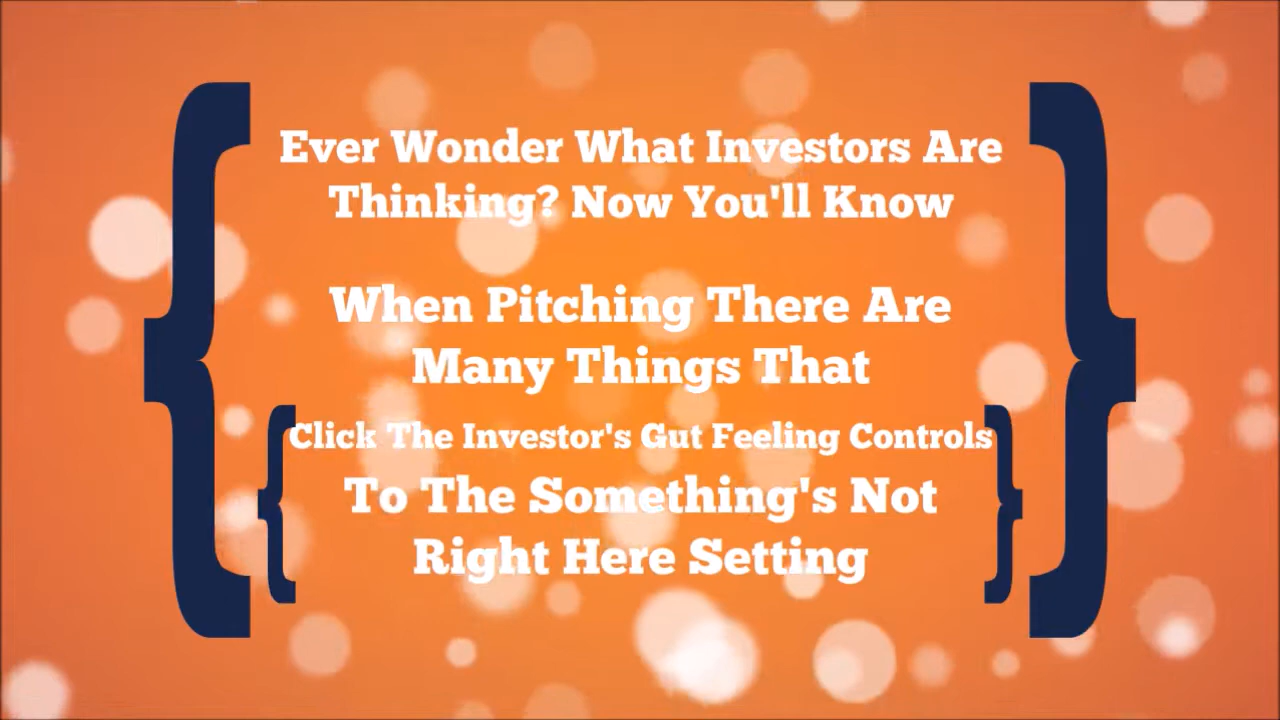 Ever Wonder What Investors Are
Thinking? Now You'll Know
When Pitching There Are
Many Things That
Click The Investor's Gut Feeling Controls
To The Something's Not
Right Here Setting